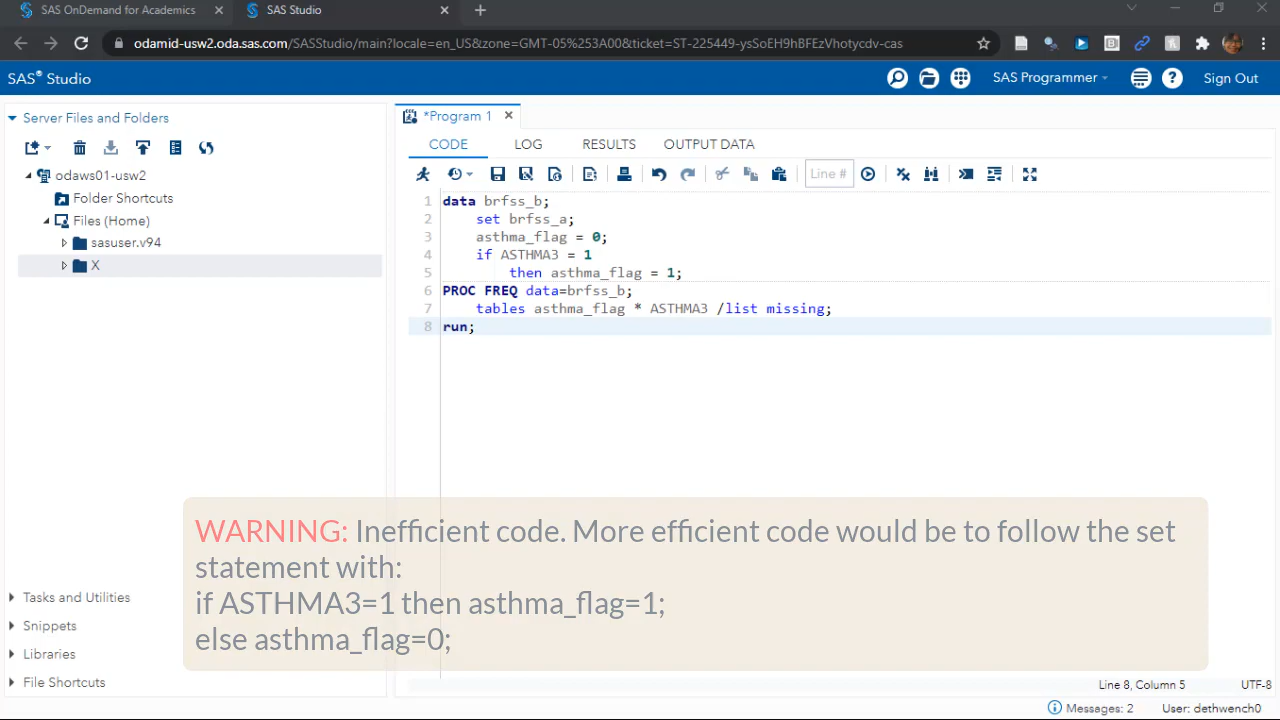 SAS OnDemand for Academics
SAS Studio
odamid-usw2.oda.sas.com/SASStudio/main?locale=en_US&zone=GMT-05%253A00&ticket=ST-225449-ysSoEH9hBFEzVhotycdv-cas
SAS® Studio
SAS Programmer
Sign Out
Server Files and Folders
odaws01-usw2
Folder Shortcuts
Files (Home)
sasuser.v94
X
Tasks and Utilities
Snippets
Libraries
File Shortcuts
*Program 1
CODE LOG RESULTS OUTPUT DATA
Line #
1 data brfss_b;
2 set brfss_a;
3 asthma_flag = 0;
4 if ASTHMA3 = 1
5 then asthma_flag = 1;
6 PROC FREQ data=brfss_b;
7 tables asthma_flag * ASTHMA3 /list missing;
8 run;
WARNING: Inefficient code. More efficient code would be to follow the set
statement with:
if ASTHMA3=1 then asthma_flag=1;
else asthma_flag=0;
Line 8, Column 5
UTF-8
Messages: 2
User: dethwench0